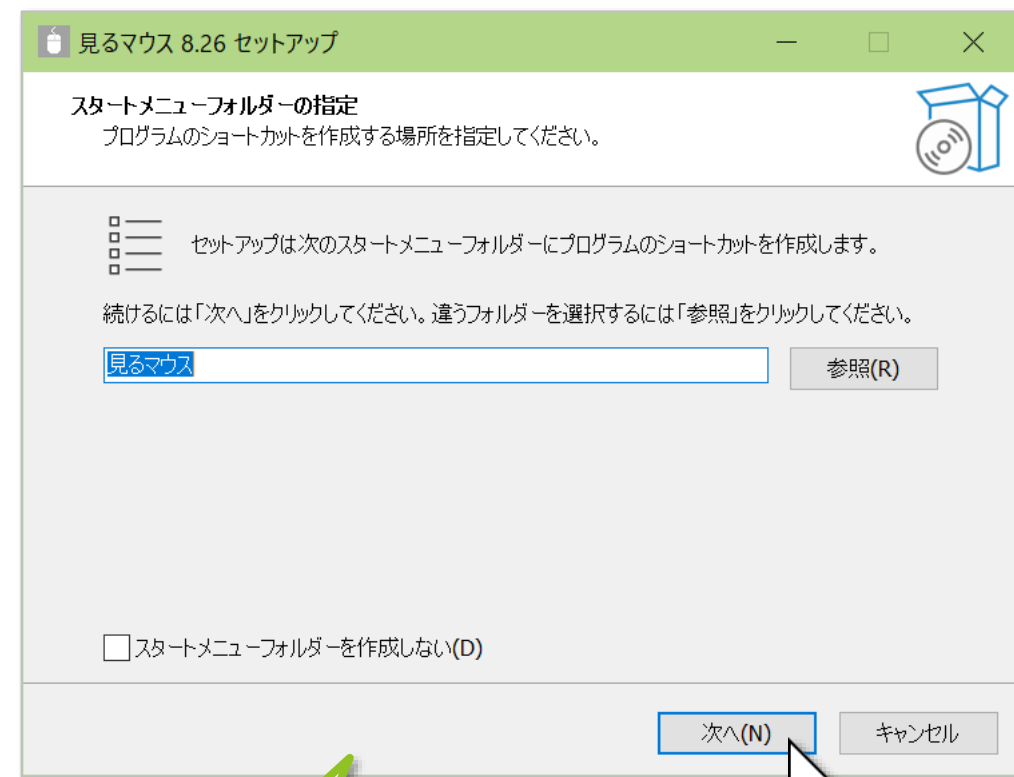 見るマウス 8.26 セットアップ
スタートメニューフォルダーの指定
プログラムのショートカットを作成する場所を指定してください。
セットアップは次のスタートメニューフォルダーにプログラムのショートカットを作成します。
続けるには「次へ」をクリックしてください。違うフォルダーを選択するには「参照」をクリックしてください。
見るマウス
参照(R)
スタートメニューフォルダーを作成しない(D)
次へ(N)
キャンセル